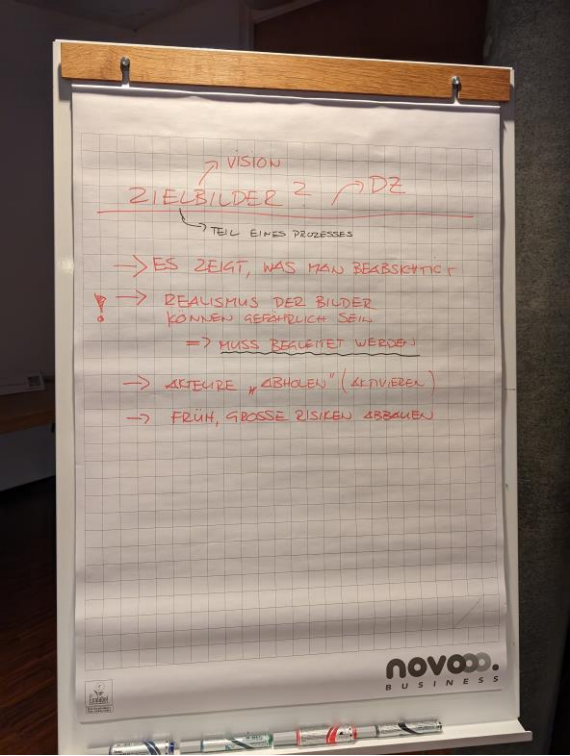 → VISION
ZIELBILDER ? → DZ
→ TEIL EINES PROZESSES
→ ES ZEIGT, WAS MAN BEABSICHTIGT
! → REALISMUS DER BILDER
KÖNNEN GEFÄHRLICH SEIN.
=> MUSS BEGLEITET WERDEN
→ AKTEURE „ABHOLEN" (AKTIVIEREN)
→ FRÜH, GROSSE RISIKEN ABBAUEN
novooo.
BUSINESS